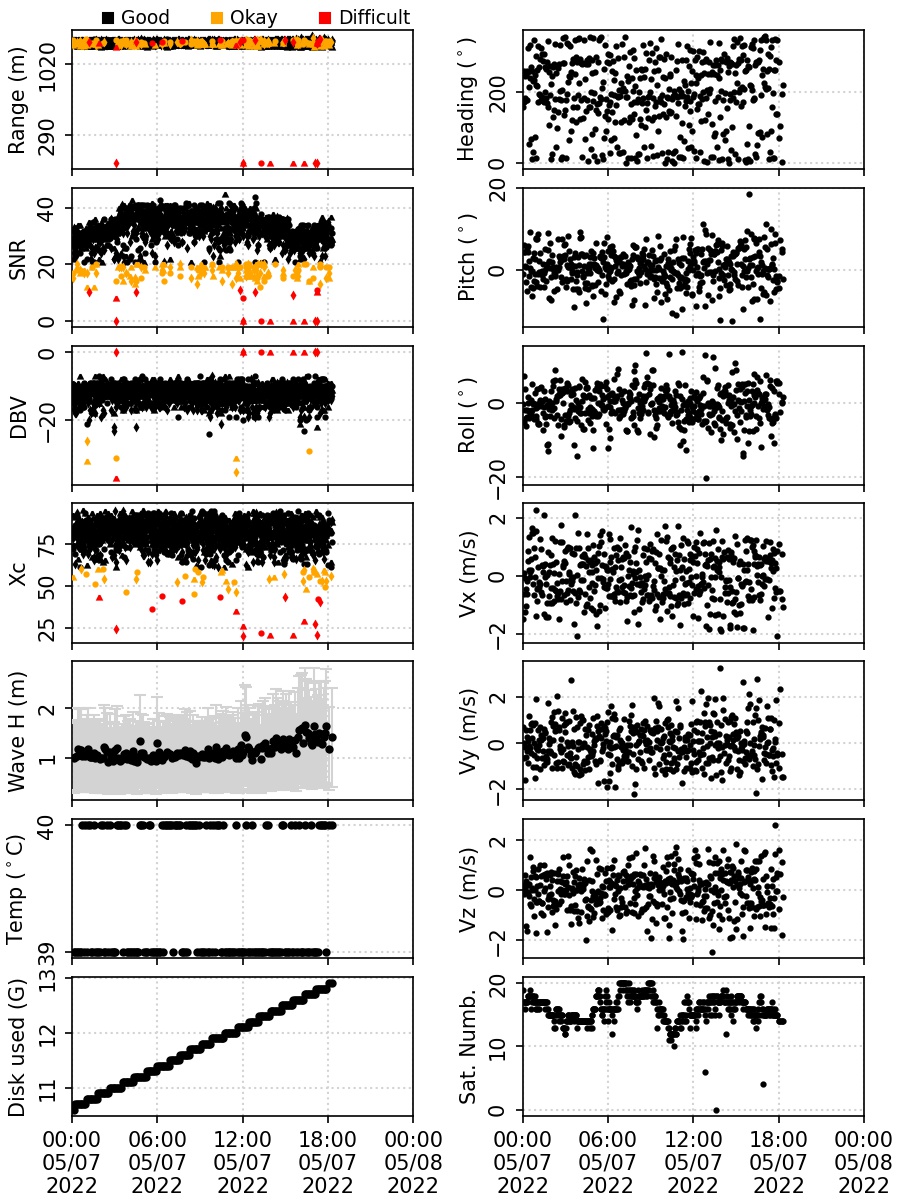 Good Okay Difficult
Range (m)
1020
290
Heading (°)
200
0
SNR
40
20
0
Pitch (°)
20
0
DBV
0
−20
Roll (°)
0
−20
Xc
75
50
25
Vx (m/s)
2
0
−2
Wave H (m)
2
1
Vy (m/s)
2
0
−2
Temp (°C)
40
39
Vz (m/s)
2
0
−2
Disk used (G)
13
12
11
Sat. Numb.
20
10
0
00:00 06:00 12:00 18:00 00:00 00:00 06:00 12:00 18:00 00:00
05/07 05/07 05/07 05/07 05/08 05/07 05/07 05/07 05/07 05/08
2022 2022 2022 2022 2022 2022 2022 2022 2022 2022